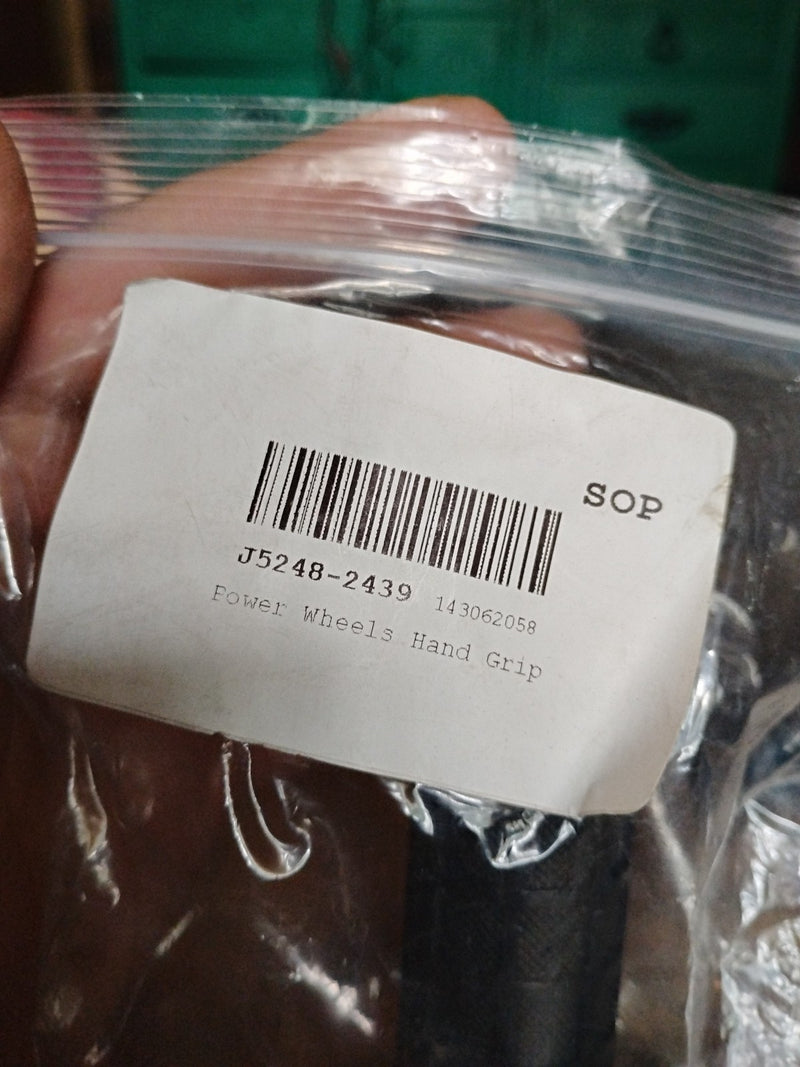 SOP
J5248-2439 143062058
Power Wheels Hand Grip